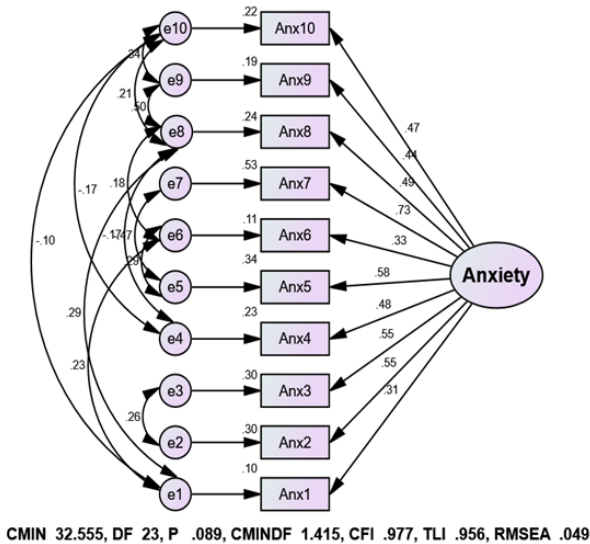 .22
e10 Anx10
.34
.19
e9 Anx9
.21
.50
.24
e8 Anx8
.47
.44
.53
.49
e7 Anx7
.18
-.17
.73
.11
e6 Anx6
.33
-.10
.34
e5 Anx5
.58
.23
.48
e4 Anx4
Anxiety
.29
.55
.30
e3 Anx3
.23
.55
.31
.26
.30
e2 Anx2
.10
e1 Anx1
CMIN 32.555, DF 23, P .089, CMINDF 1.415, CFI .977, TLI .956, RMSEA .049